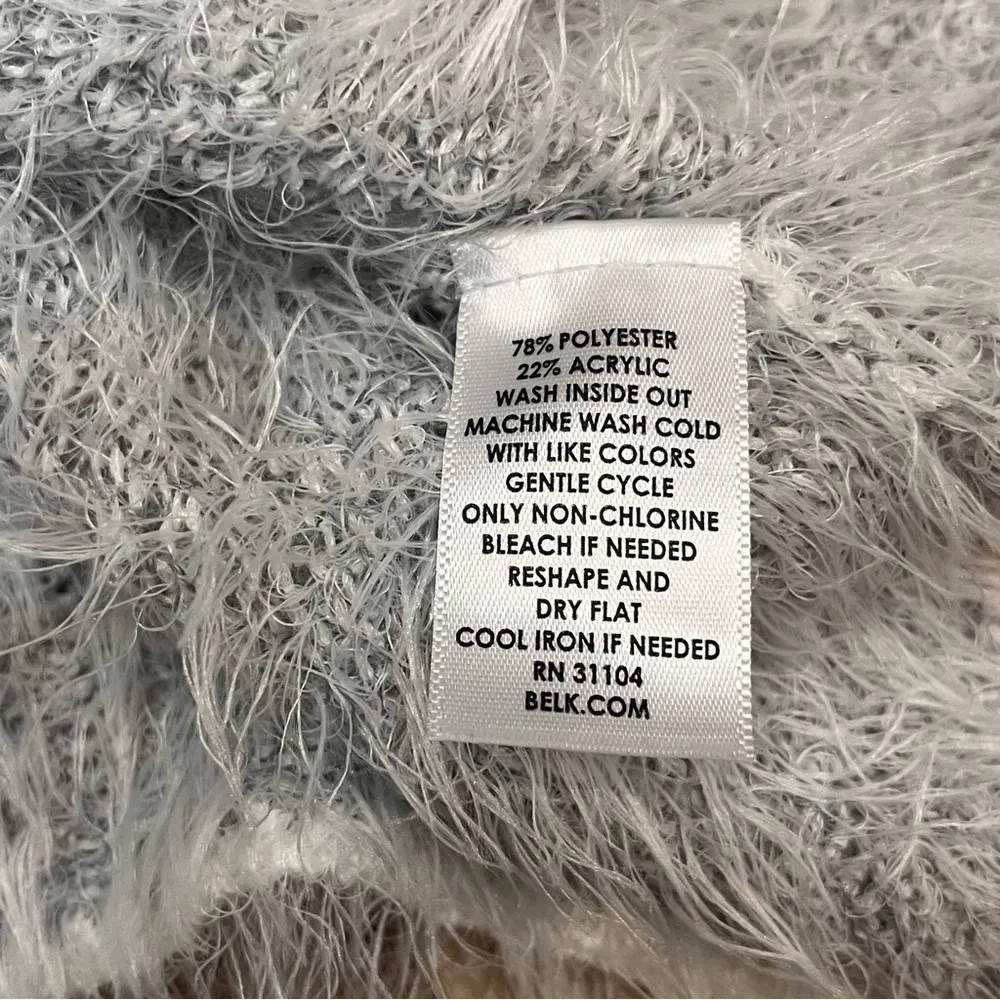 78% POLYESTER
22% ACRYLIC
WASH INSIDE OUT
MACHINE WASH COLD
WITH LIKE COLORS
GENTLE CYCLE
ONLY NON-CHLORINE
BLEACH IF NEEDED
RESHAPE AND
DRY FLAT
COOL IRON IF NEEDED
RN 31104
BELK.COM